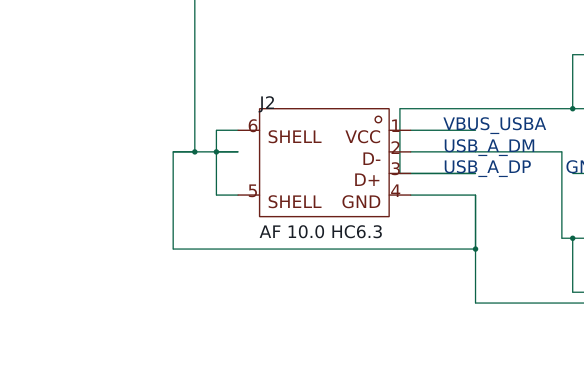 J2
6 SHELL VCC 1 VBUS_USBA
D- 2 USB_A_DM
D+ 3 USB_A_DP
5 SHELL GND 4
AF 10.0 HC6.3